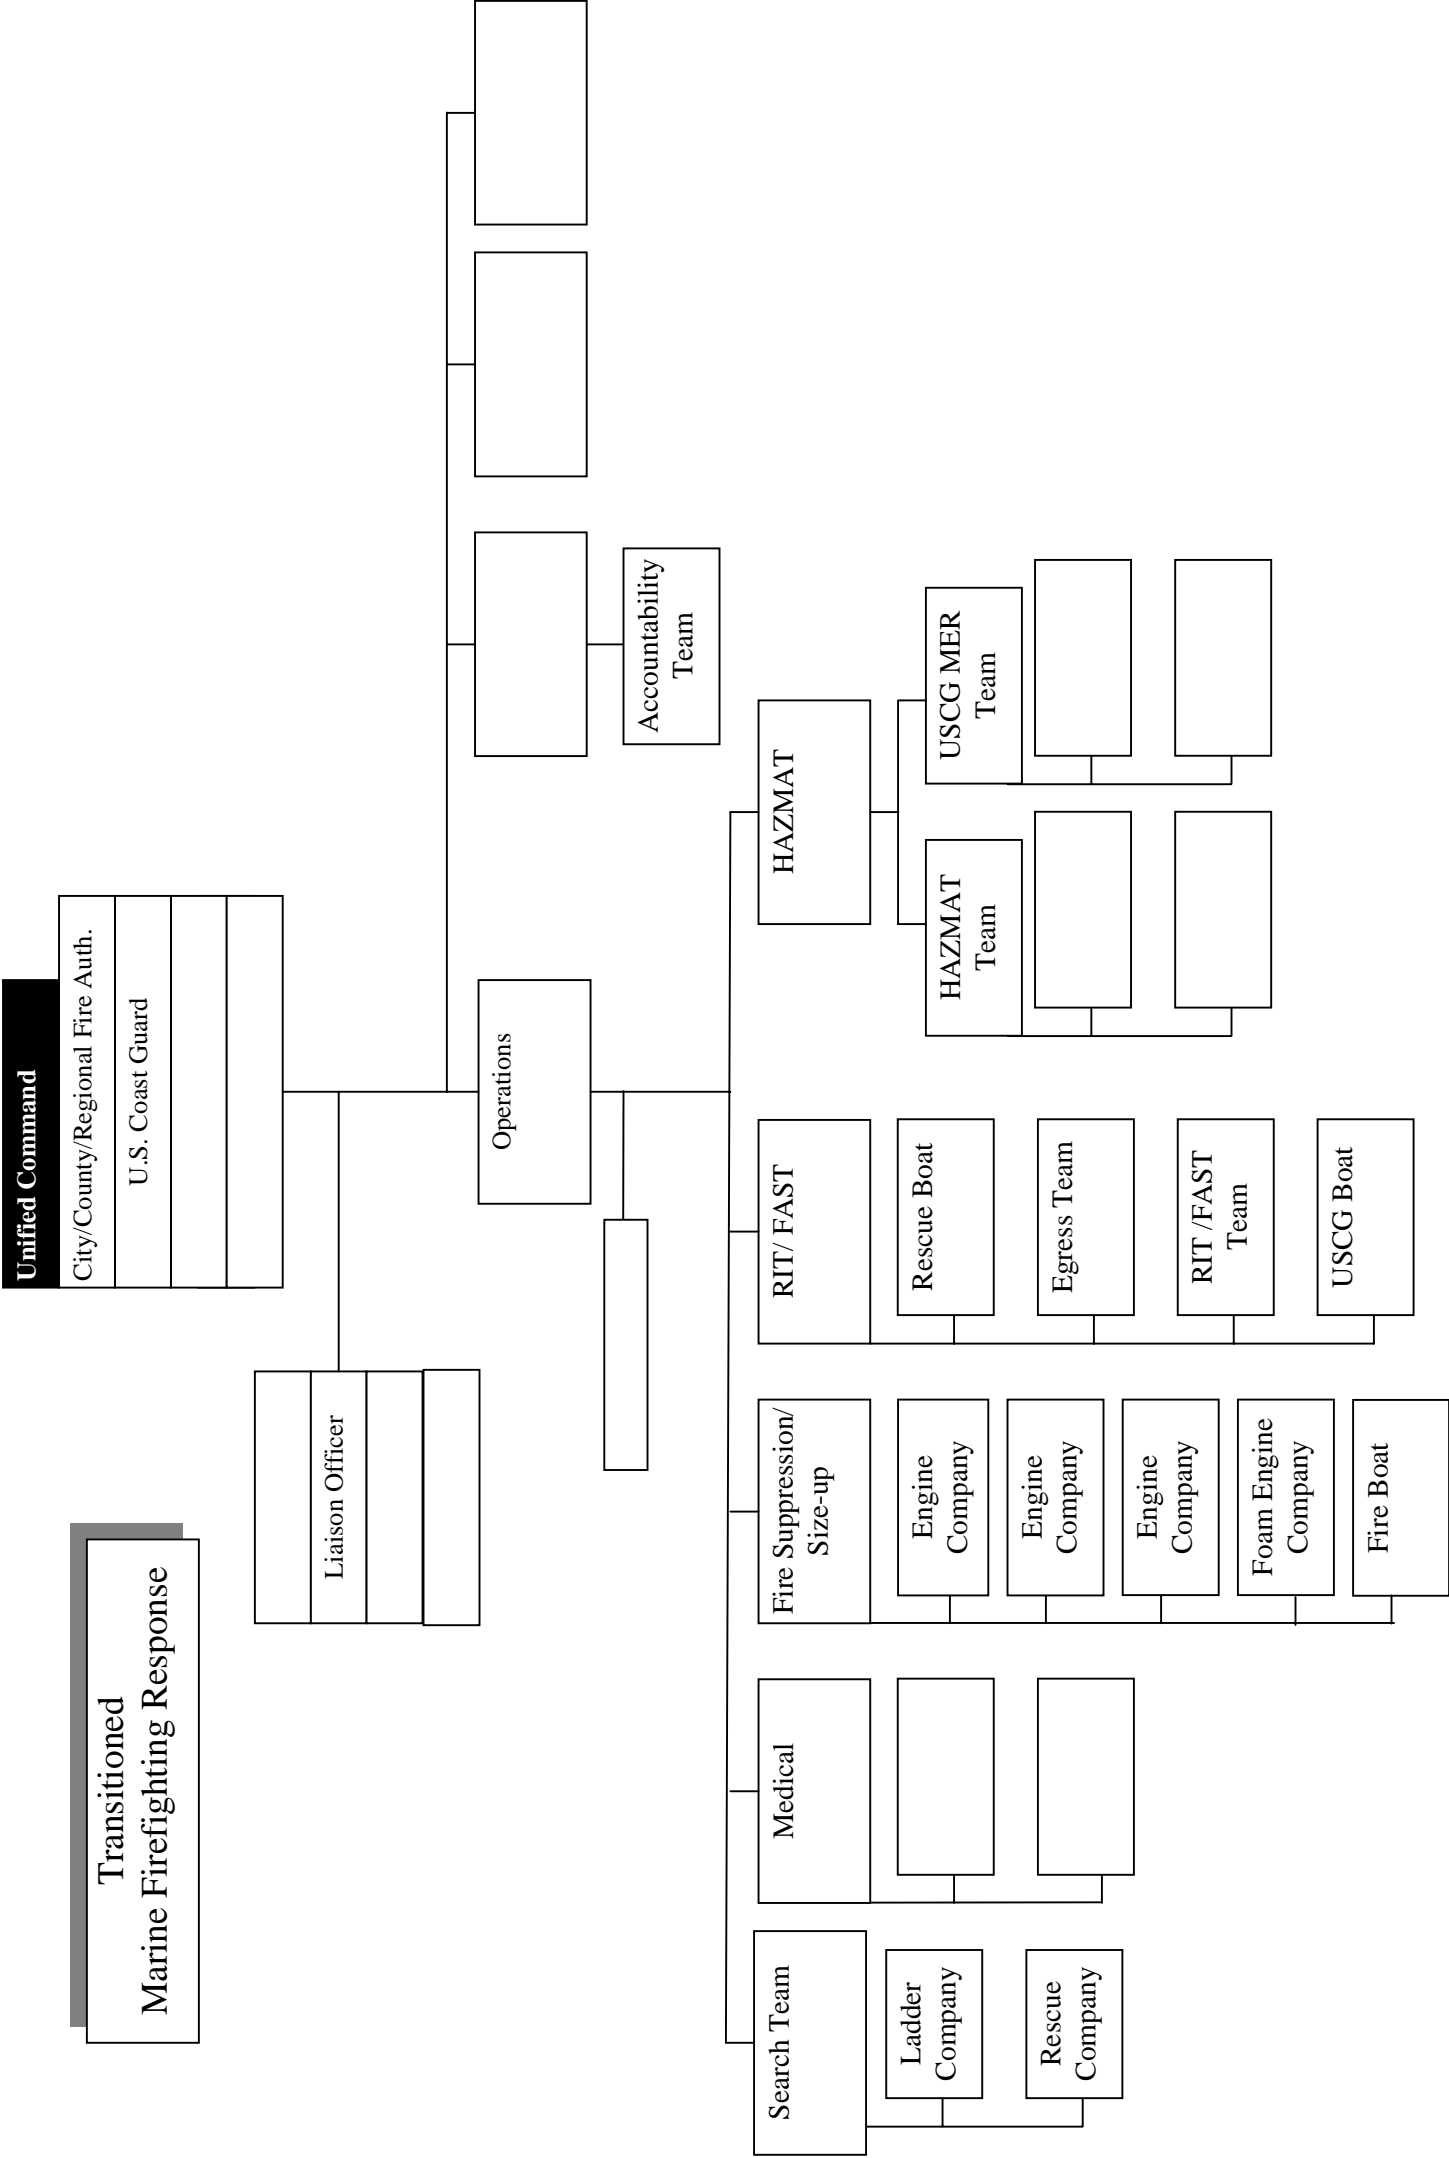 Transitioned
Marine Firefighting Response
Unified Command
City/County/Regional Fire Auth.
U.S. Coast Guard
Liaison Officer
Operations
Accountability
Team
Search Team
Ladder
Company
Rescue
Company
Medical
Fire Suppression/
Size-up
Engine
Company
Engine
Company
Engine
Company
Foam Engine
Company
Fire Boat
RIT/ FAST
Rescue Boat
Egress Team
RIT /FAST
Team
USCG Boat
HAZMAT
HAZMAT
Team
USCG MER
Team